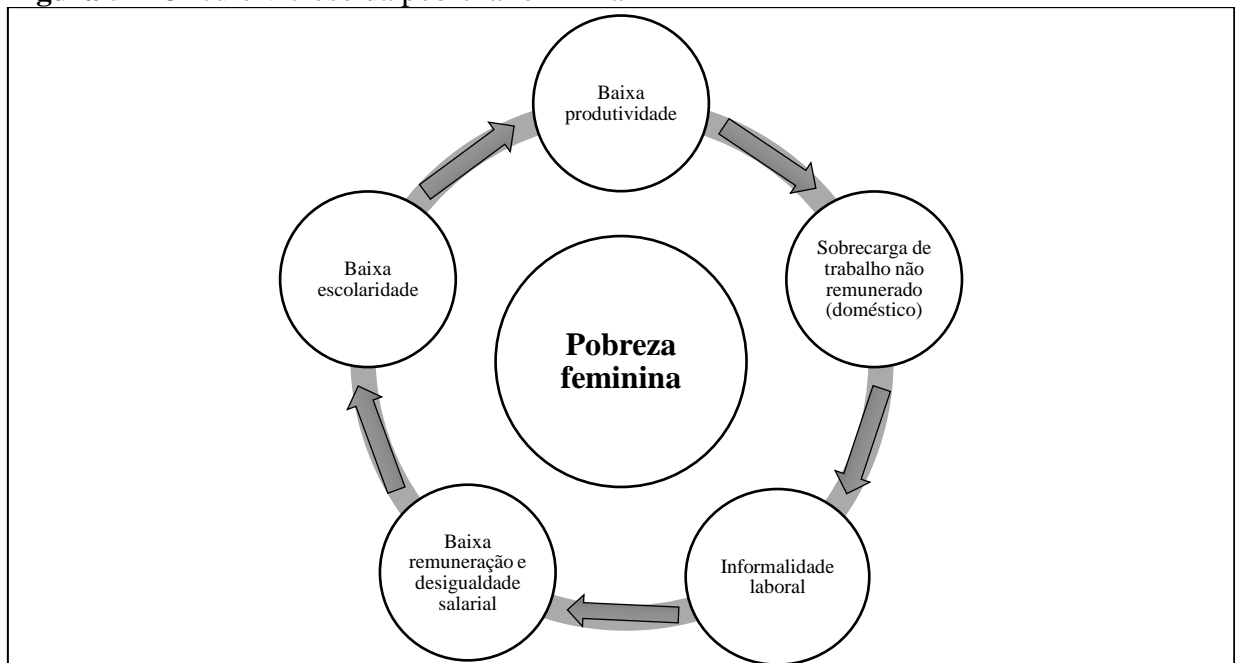 Baixa
produtividade
Sobrecarga de
trabalho não
remunerado
(doméstico)
Informalidade
laboral
Baixa
remuneração e
desigualdade
salarial
Baixa
escolaridade
Pobreza
feminina